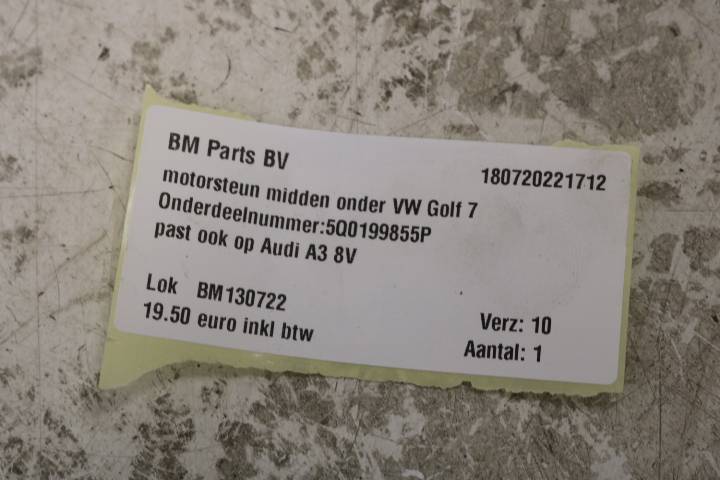 BM Parts BV
180720221712
motorsteun midden onder VW Golf 7
Onderdeelnummer:5Q0199855P
past ook op Audi A3 8V
Lok BM130722
19.50 euro inkl btw
Verz: 10
Aantal: 1